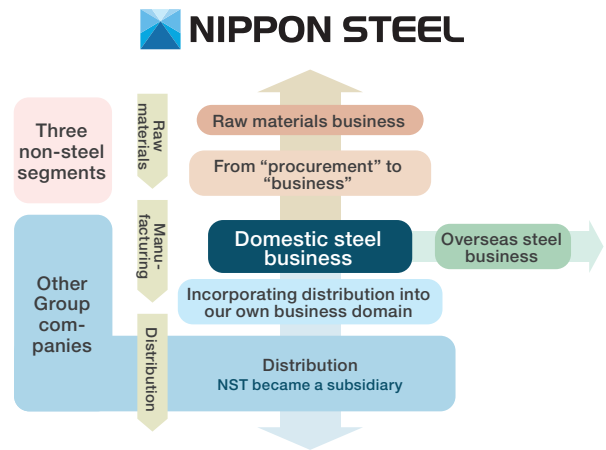 NIPPON STEEL
Three
non-steel
segments
Raw
materials
Raw materials business
From “procurement” to
“business”
Manu-
facturing
Domestic steel
business
Overseas steel
business
Other
Group
com-
panies
Incorporating distribution into
our own business domain
Distribution
Distribution
NST became a subsidiary